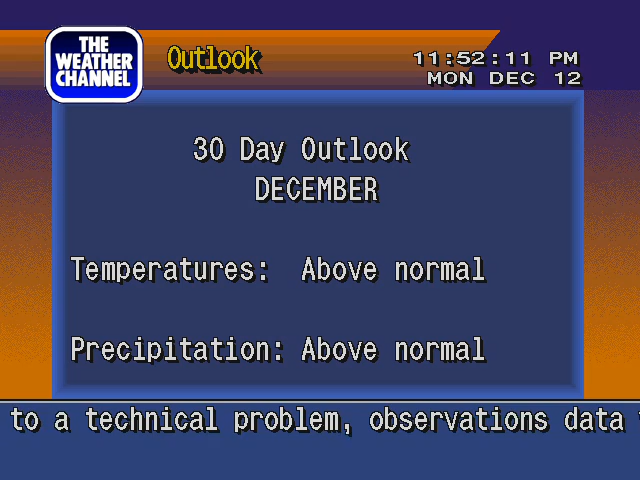 THE
WEATHER
CHANNEL
Outlook
11:52:11 PM
MON DEC 12
30 Day Outlook
DECEMBER
Temperatures: Above normal
Precipitation: Above normal
to a technical problem, observations data